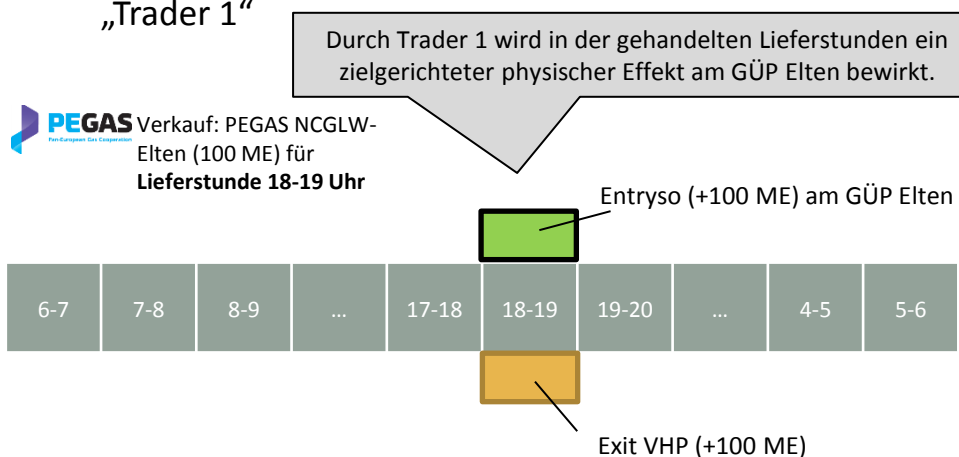 „Trader 1“
Durch Trader 1 wird in der gehandelten Lieferstunden ein
zielgerichteter physischer Effekt am GÜP Elten bewirkt.
PEGAS
Pan-European Gas Cooperation
Verkauf: PEGAS NCGLW-
Elten (100 ME) für
Lieferstunde 18-19 Uhr
Entryso (+100 ME) am GÜP Elten
6-7 7-8 8-9 ... 17-18 18-19 19-20 ... 4-5 5-6
Exit VHP (+100 ME)